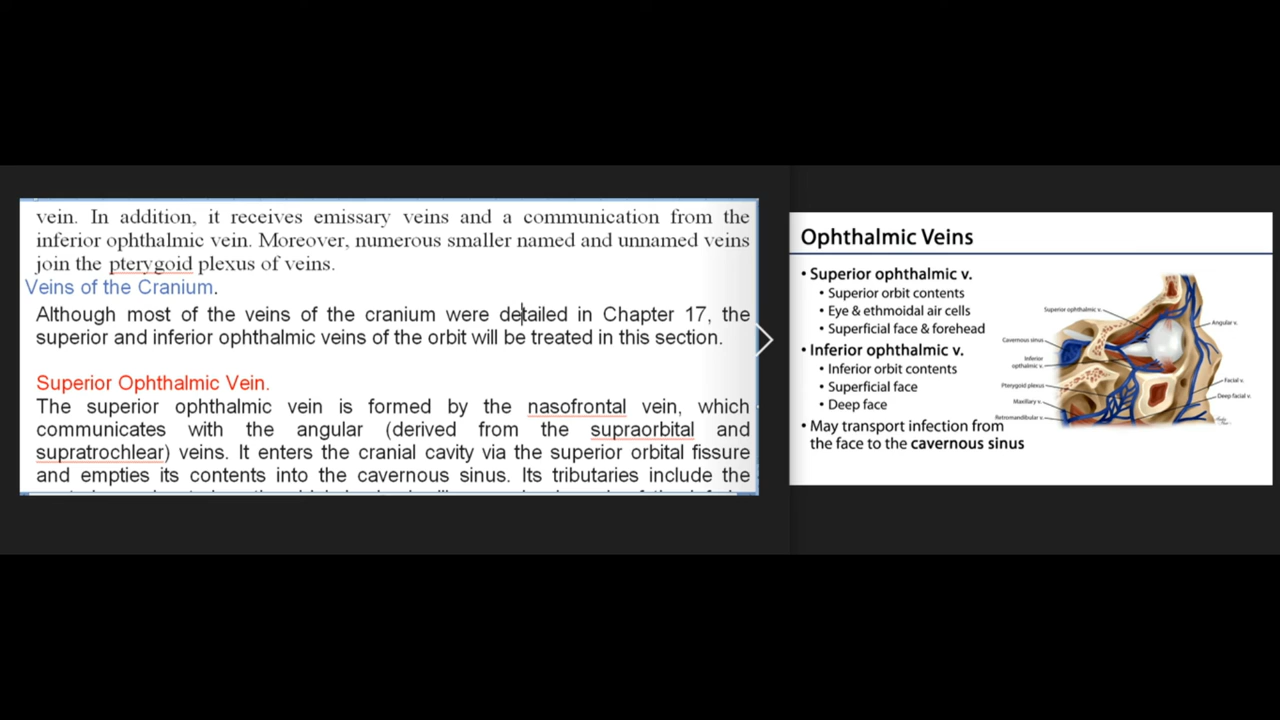 vein. In addition, it receives emissary veins and a communication from the
inferior ophthalmic vein. Moreover, numerous smaller named and unnamed veins
join the pterygoid plexus of veins.
Veins of the Cranium.
Although most of the veins of the cranium were detailed in Chapter 17, the
superior and inferior ophthalmic veins of the orbit will be treated in this section.
Superior Ophthalmic Vein.
The superior ophthalmic vein is formed by the nasofrontal vein, which
communicates with the angular (derived from the supraorbital and
supratrochlear) veins. It enters the cranial cavity via the superior orbital fissure
and empties its contents into the cavernous sinus. Its tributaries include the
Ophthalmic Veins
• Superior ophthalmic v.
• Superior orbit contents
• Eye & ethmoidal air cells
• Superficial face & forehead
• Inferior ophthalmic v.
• Inferior orbit contents
• Superficial face
• Deep face
• May transport infection from
the face to the cavernous sinus
Superior ophthalmic v.
Cavernous sinus
Inferior
opthalmic v.
Pterygoid plexus
Maxillary v.
Retromandibular v.
Angular v.
Facial v.
Deep facial v.